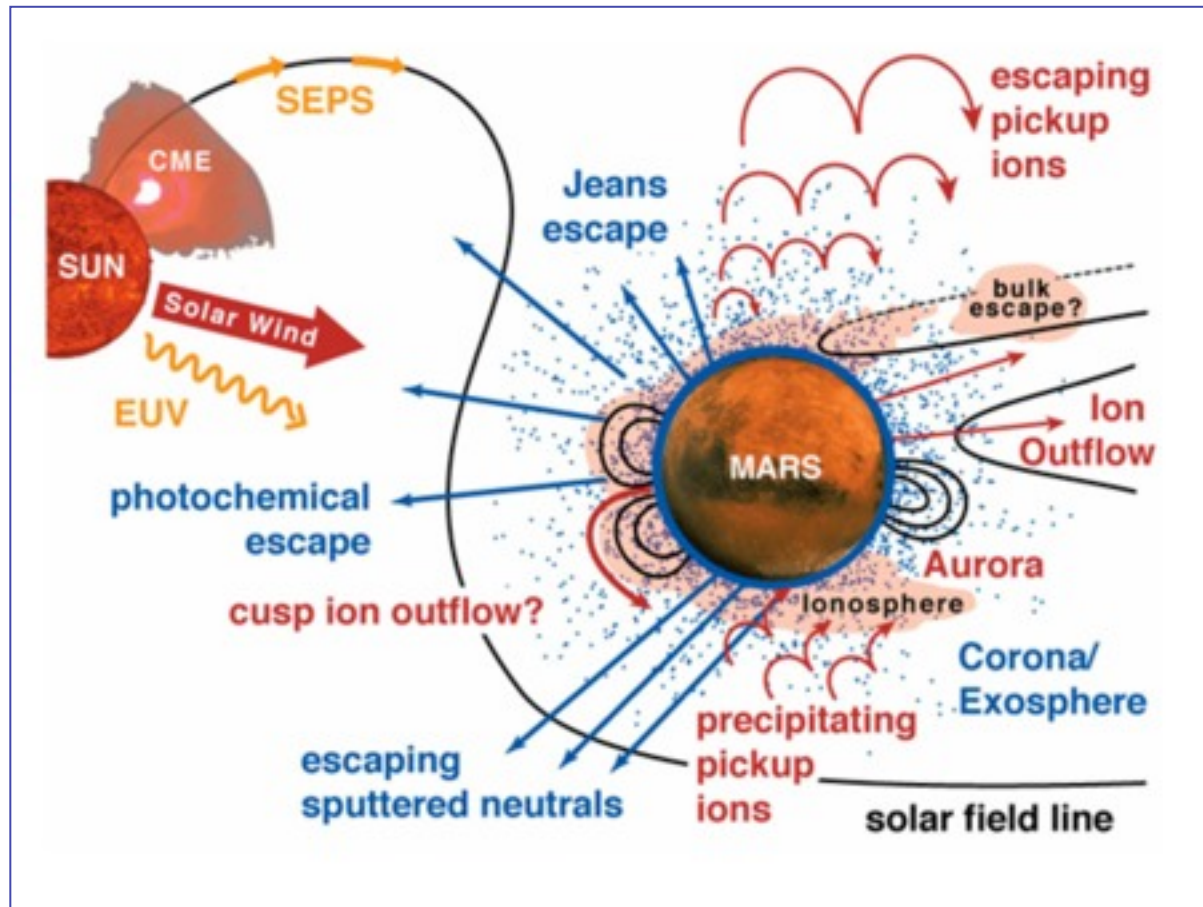 SEPS
CME
SUN
Solar Wind
EUV
Jeans
escape
escaping
pickup
ions
bulk
escape?
Ion
Outflow
MARS
photochemical
escape
cusp ion outflow?
Aurora
Ionosphere
Corona/
Exosphere
escaping
sputtered neutrals
precipitating
pickup
ions
solar field line